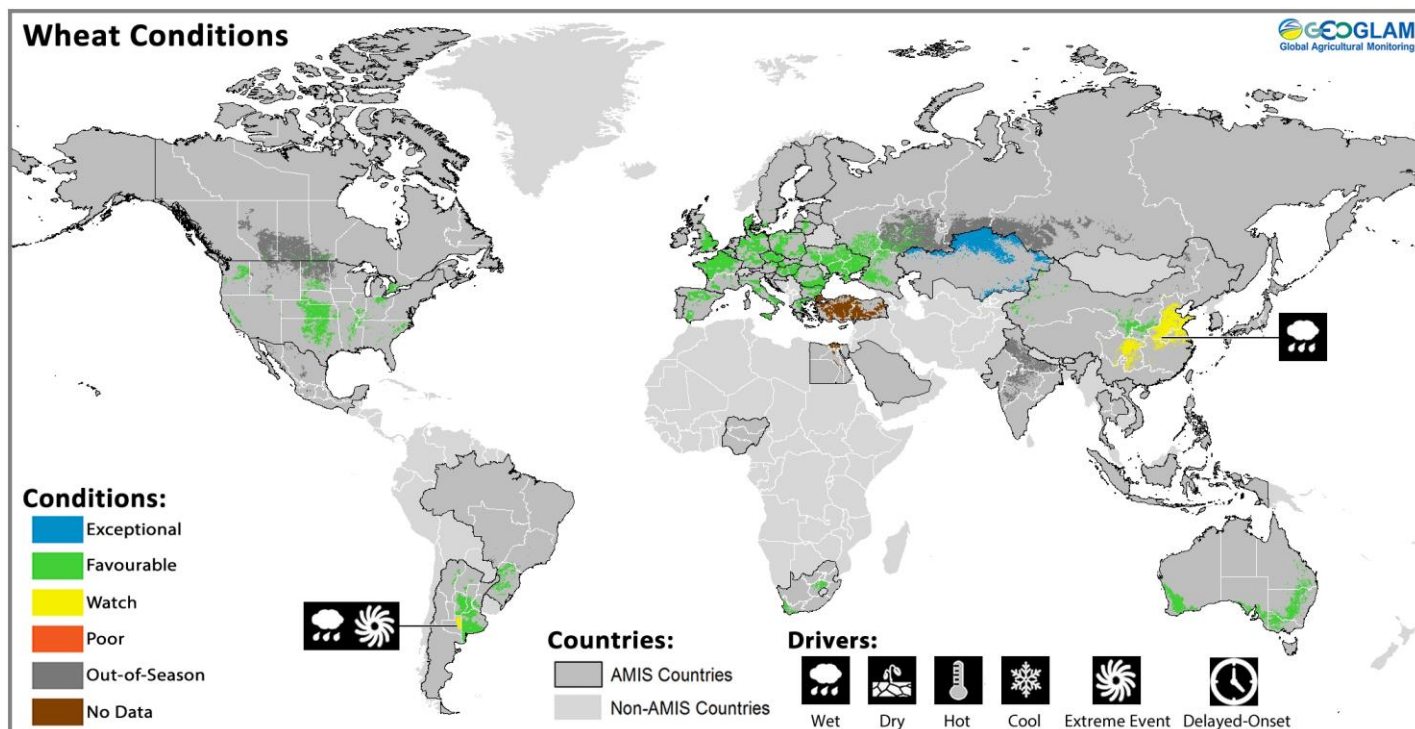 Wheat Conditions
GEOGLAM
Global Agricultural Monitoring
Conditions:
Exceptional
Favourable
Watch
Poor
Out-of-Season
No Data
Countries:
AMIS Countries
Non-AMIS Countries
Drivers:
Wet
Dry
Hot
Cool
Extreme Event
Delayed-Onset